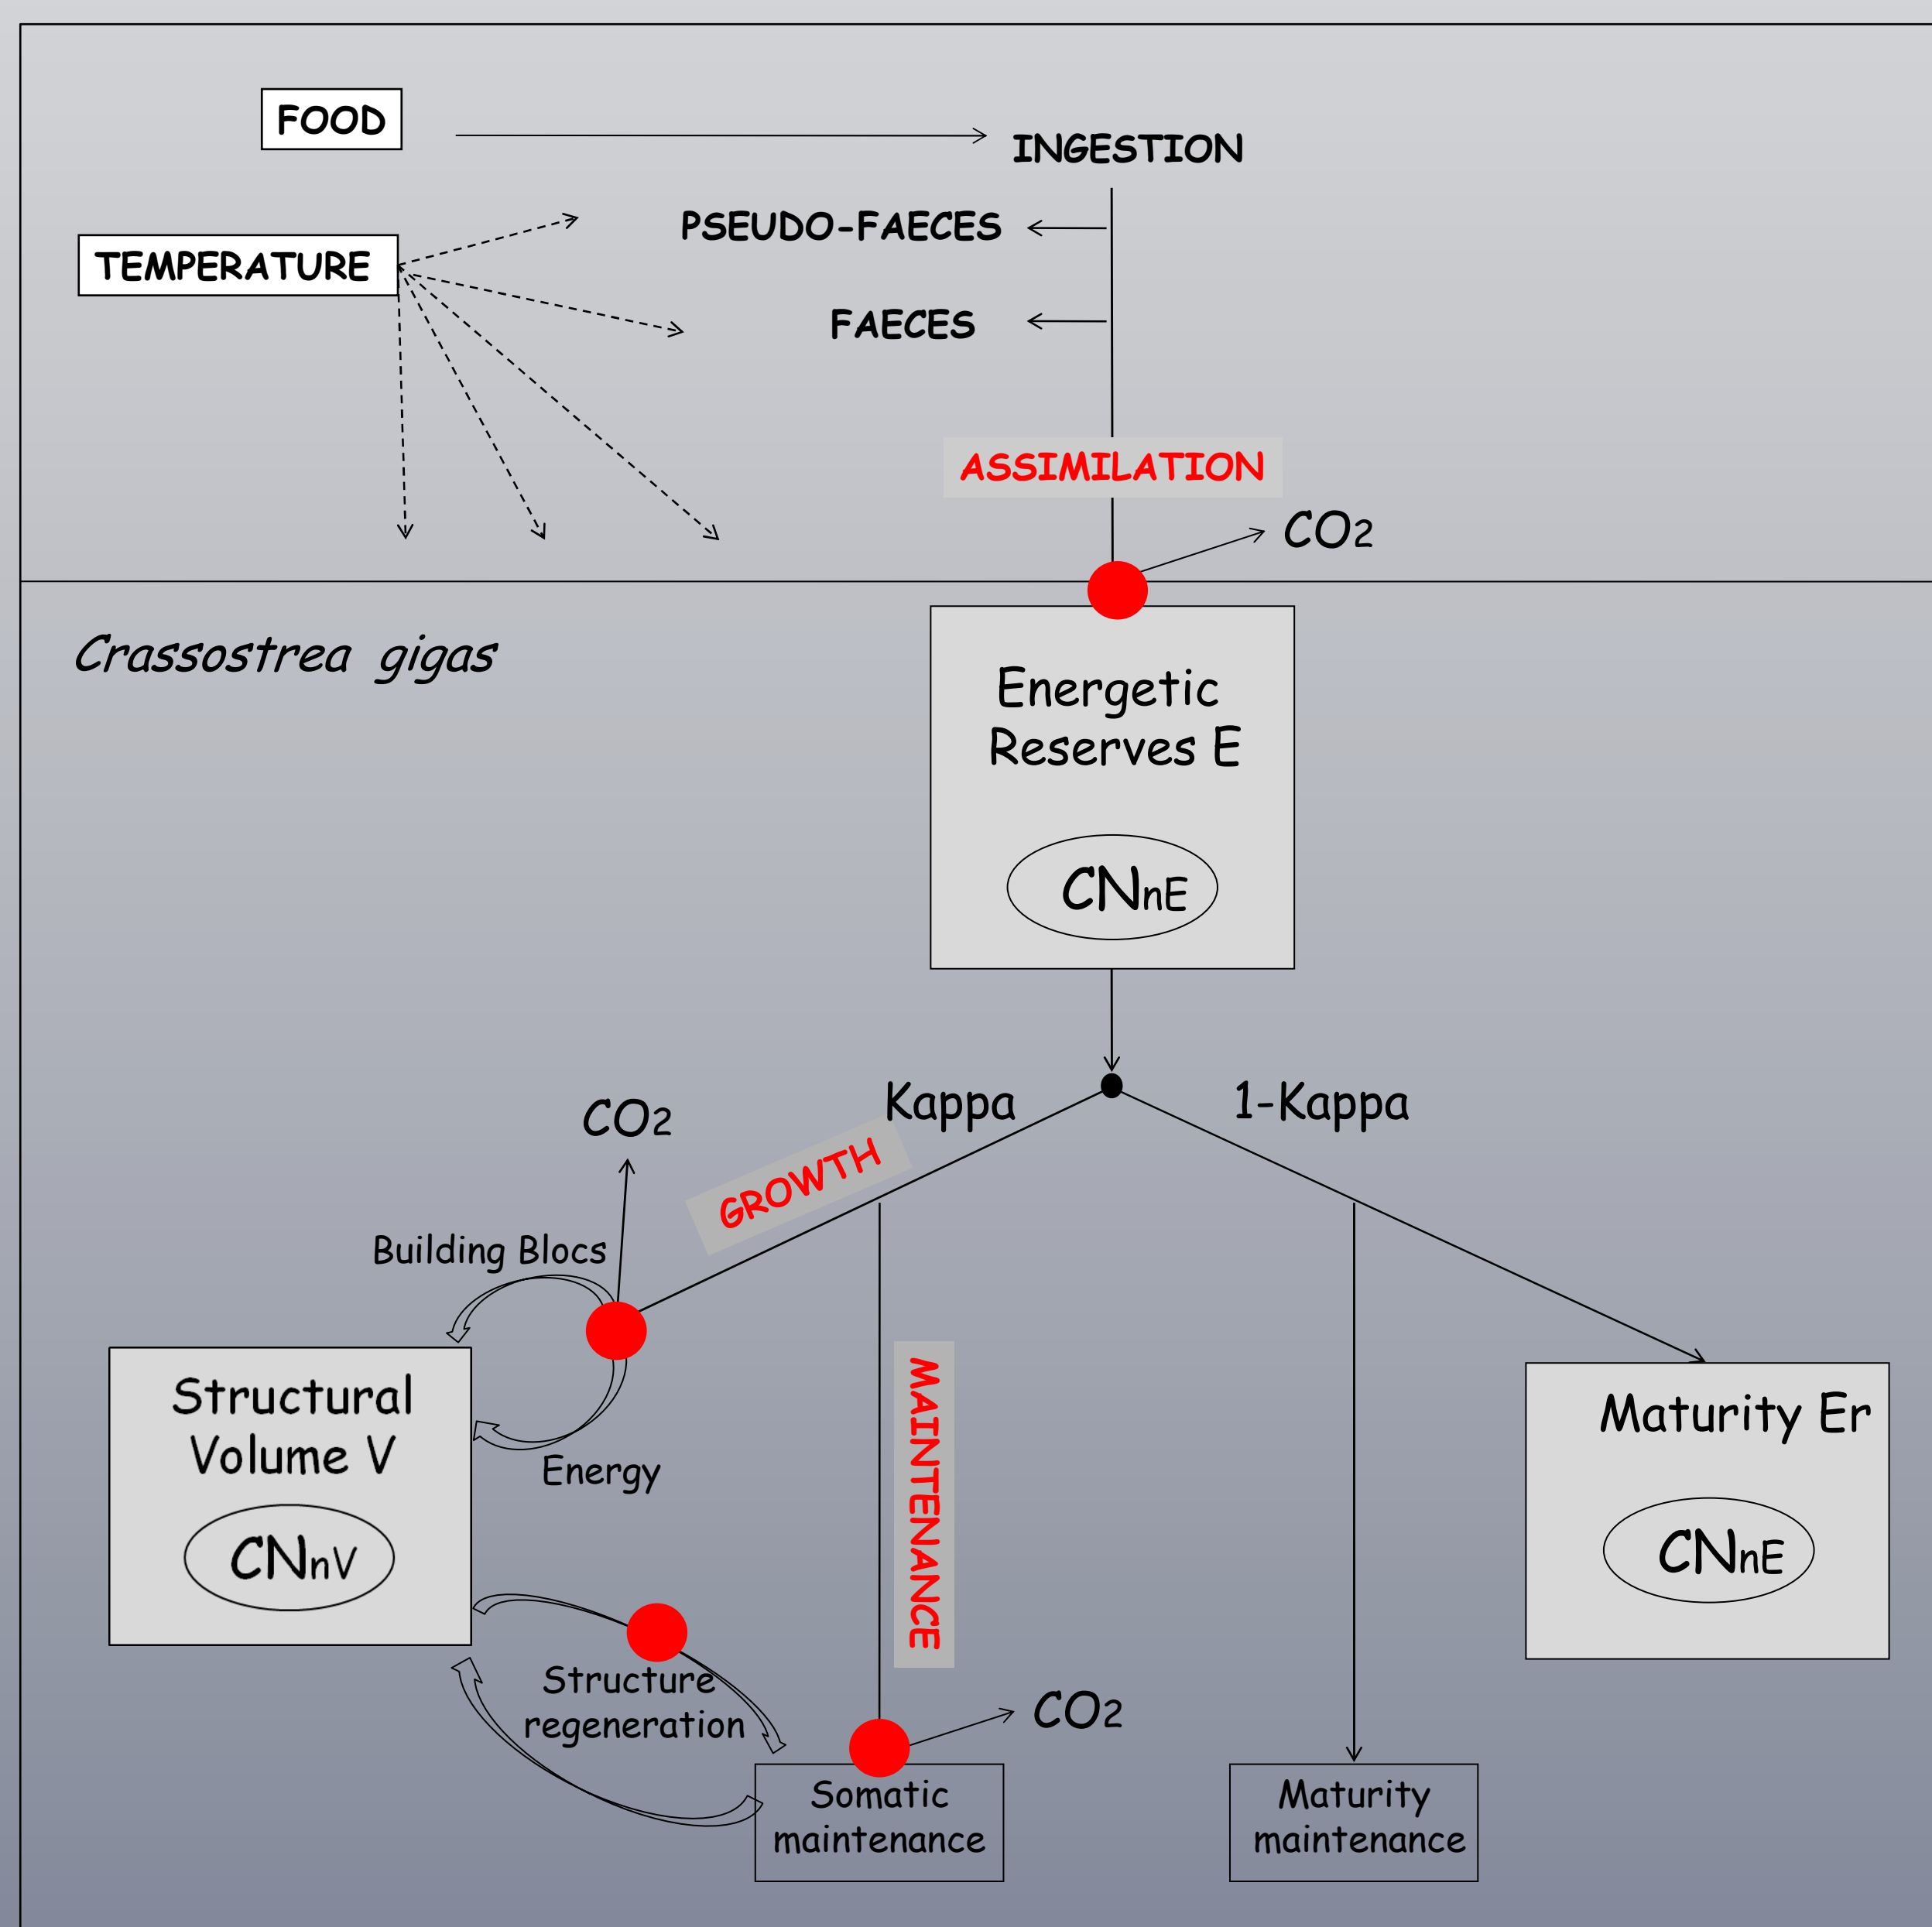 FOOD
INGESTION
PSEUDO-FAECES
TEMPERATURE
FAECES
ASSIMILATION
CO2
Crassostrea gigas
Energetic
Reserves E
CNnE
Kappa
1-Kappa
CO2
GROWTH
Building Blocs
Structural
Volume V
CNnV
Energy
MAINTENANCE
Maturity Er
CNnE
Structure
regeneration
CO2
Somatic
maintenance
Maturity
maintenance